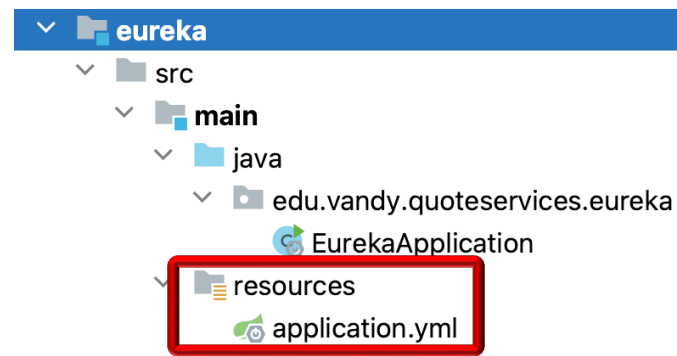 eureka
src
main
java
edu.vandy.quoteservices.eureka
EurekaApplication
resources
application.yml